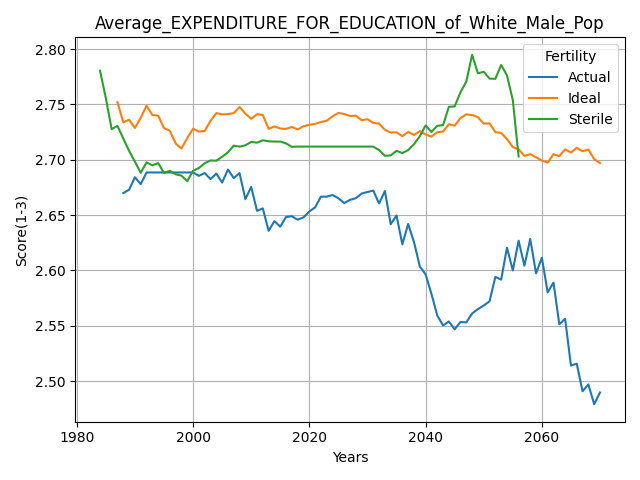 Average_EXPENDITURE_FOR_EDUCATION_of_White_Male_Pop
Fertility
Actual
Ideal
Sterile
2.80
2.75
2.70
2.65
2.60
2.55
2.50
Score(1-3)
1980 2000 2020 2040 2060
Years